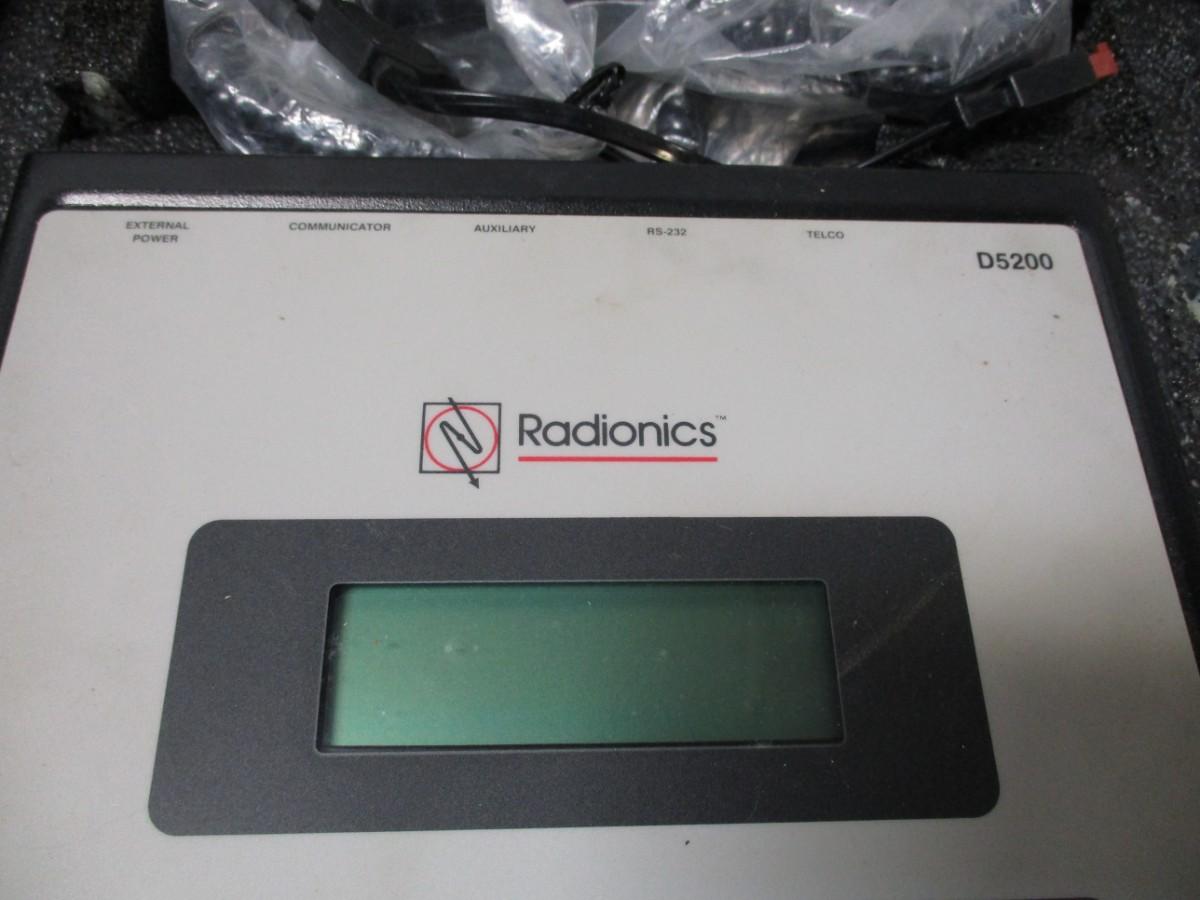 EXTERNAL
POWER
COMMUNICATOR
AUXILIARY
RS-232
TELCO
D5200
Radionics™